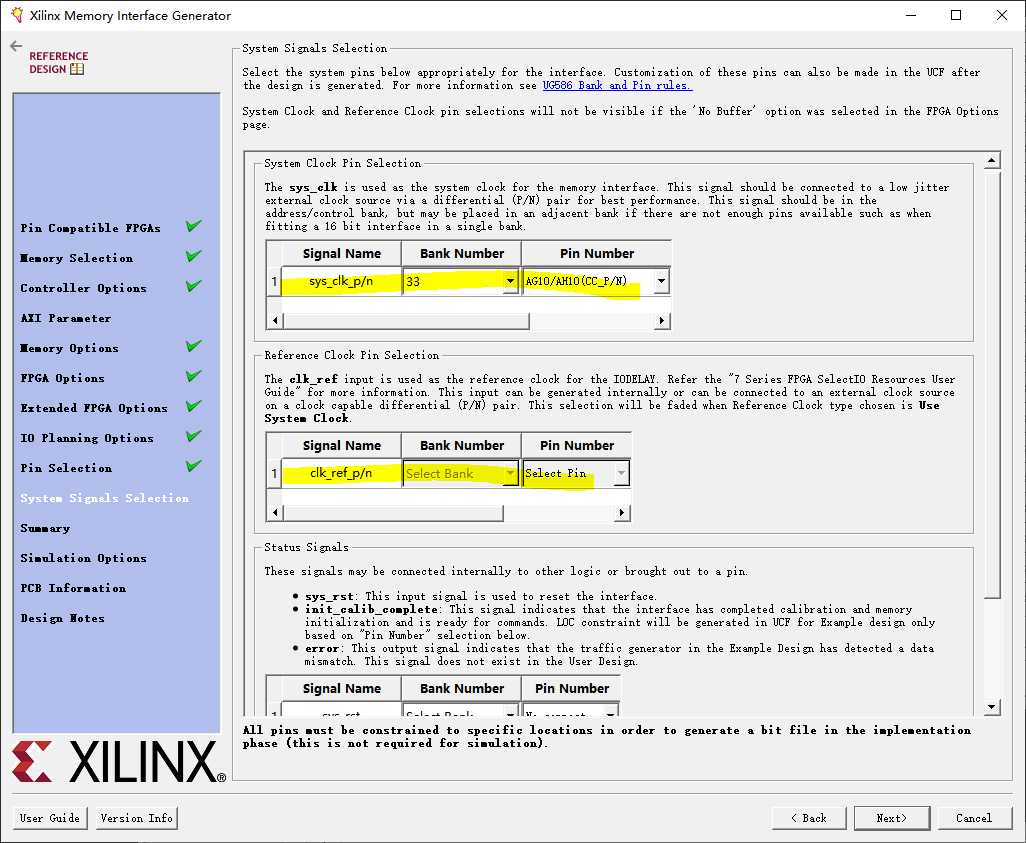 Xilinx Memory Interface Generator
REFERENCE
DESIGN
Pin Compatible FPGAs
Memory Selection
Controller Options
AXI Parameter
Memory Options
FPGA Options
Extended FPGA Options
IO Planning Options
Pin Selection
System Signals Selection
Summary
Simulation Options
PCB Information
Design Notes
XILINX®
System Signals Selection
Select the system pins below appropriately for the interface. Customization of these pins can also be made in the UCF after
the design is generated. For more information see UG586 Bank and Pin rules.
System Clock and Reference Clock pin selections will not be visible if the 'No Buffer' option was selected in the FPGA Options
page.
System Clock Pin Selection
The sys_clk is used as the system clock for the memory interface. This signal should be connected to a low jitter
external clock source via a differential (P/N) pair for best performance. This signal should be in the
address/control bank, but may be placed in an adjacent bank if there are not enough pins available such as when
fitting a 16 bit interface in a single bank.
Signal Name Bank Number Pin Number
1 sys_clk_p/n 33 AG10/AH10(CC_P/N)
Reference Clock Pin Selection
The clk_ref input is used as the reference clock for the IODELAY. Refer the "7 Series FPGA SelectIO Resources User
Guide" for more information. This input can be generated internally or can be connected to an external clock source
on a clock capable differential (P/N) pair. This selection will be faded when Reference Clock type chosen is Use
System Clock.
Signal Name Bank Number Pin Number
1 clk_ref_p/n Select Bank Select Pin
Status Signals
These signals may be connected internally to other logic or brought out to a pin.
• sys_rst: This input signal is used to reset the interface.
• init_calib_complete: This signal indicates that the interface has completed calibration and memory
initialization and is ready for commands. LOC constraint will be generated in UCF for Example design only
based on "Pin Number" selection below.
• error: This output signal indicates that the traffic generator in the Example Design has detected a data
mismatch. This signal does not exist in the User Design.
Signal Name Bank Number Pin Number
1 sys_rst Select Bank No connect
All pins must be constrained to specific locations in order to generate a bit file in the implementation
phase (this is not required for simulation).
User Guide Version Info < Back Next> Cancel